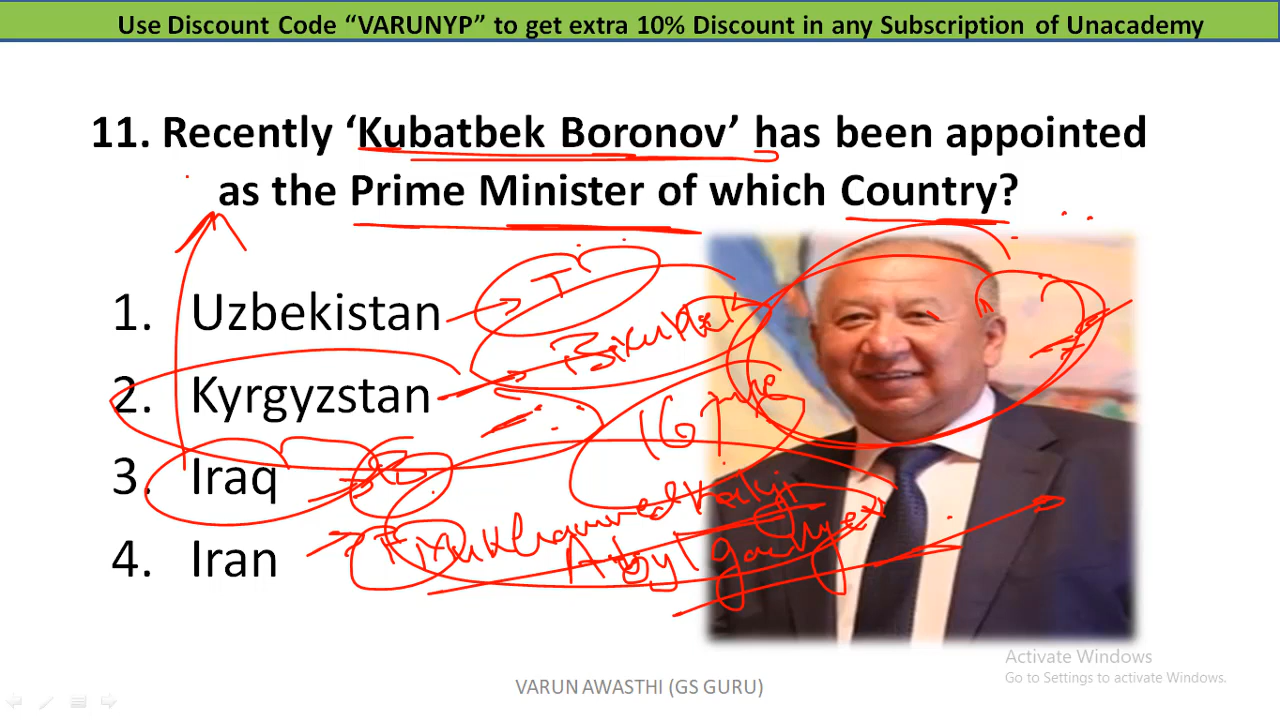 Use Discount Code “VARUNYP” to get extra 10% Discount in any Subscription of Unacademy
11. Recently ‘Kubatbek Boronov’ has been appointed
as the Prime Minister of which Country?
1. Uzbekistan
T
2. Kyrgyzstan
16 June
3. Iraq
B
4. Iran
T
Abylgaziyev
Activate Windows
Go to Settings to activate Windows.
VARUN AWASTHI (GS GURU)